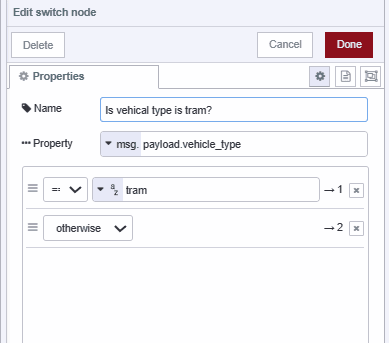 Edit switch node
Delete Cancel Done
Properties
Name Is vehical type is tram?
Property msg. payload.vehicle_type
== az tram → 1
otherwise → 2